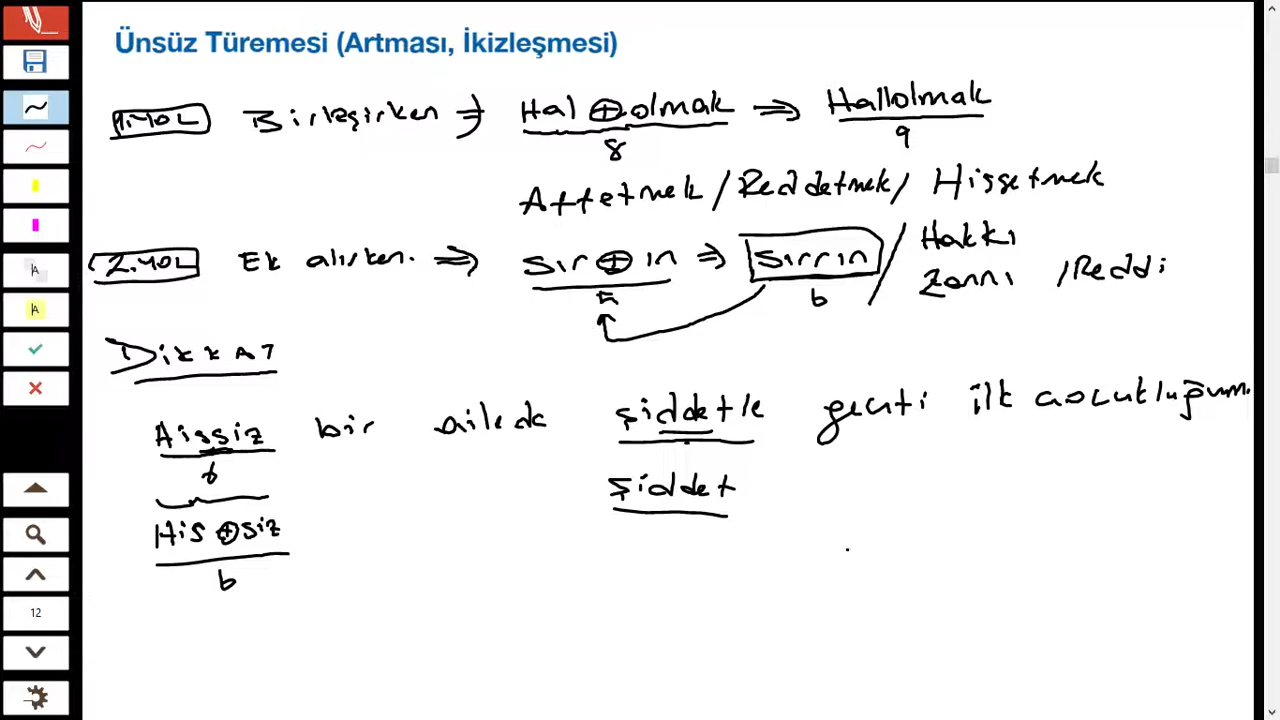 Ünsüz Türemesi (Artması, İkizleşmesi)
1.YOL Birleşirken ⇒ Hal ⊕ olmak ⇒ Hallolmak
8 9
Affetmek / Reddetmek / Hissetmek
2.YOL Ek alırken. ⇒ Sır ⊕ ın ⇒ Sırrın / Hakkı
5 6 Zannı / Reddi
DikkAT
Hissiz bir ailede şiddetle geçti ilk çocukluğum.
6
Şiddet
His ⊕ siz
6
A
A
12